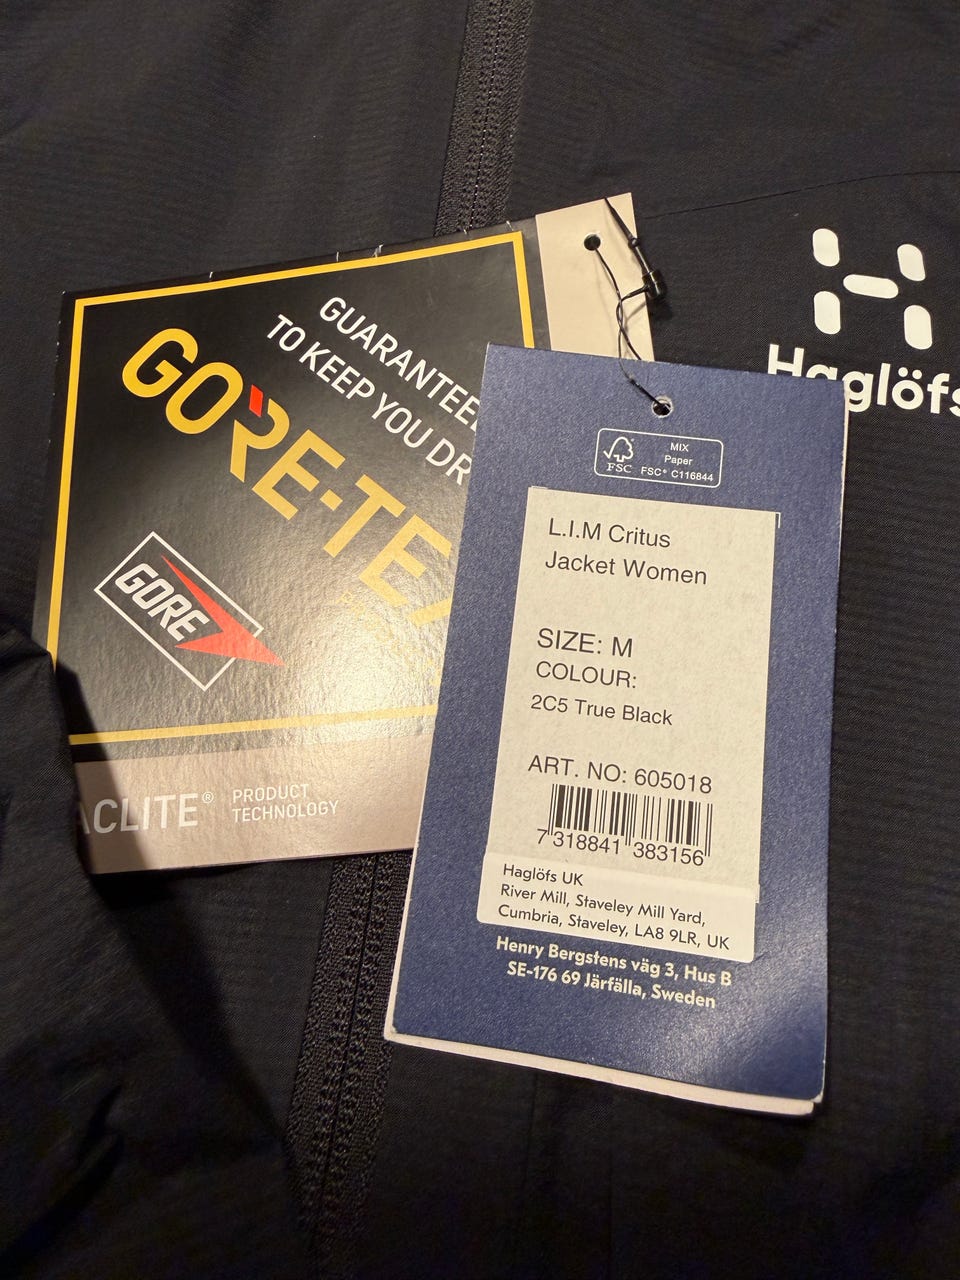 GUARANTEED
TO KEEP YOU DR
GORE-TEX
GORE
ACLITE®
PRODUCT
TECHNOLOGY
Haglöfs
FSC
MIX
Paper
FSC® C116844
L.I.M Critus
Jacket Women
SIZE: M
COLOUR:
2C5 True Black
ART. NO: 605018
7 318841 383156
Haglöfs UK
River Mill, Staveley Mill Yard,
Cumbria, Staveley, LA8 9LR, UK
Henry Bergstens väg 3, Hus B
SE-176 69 Järfälla, Sweden